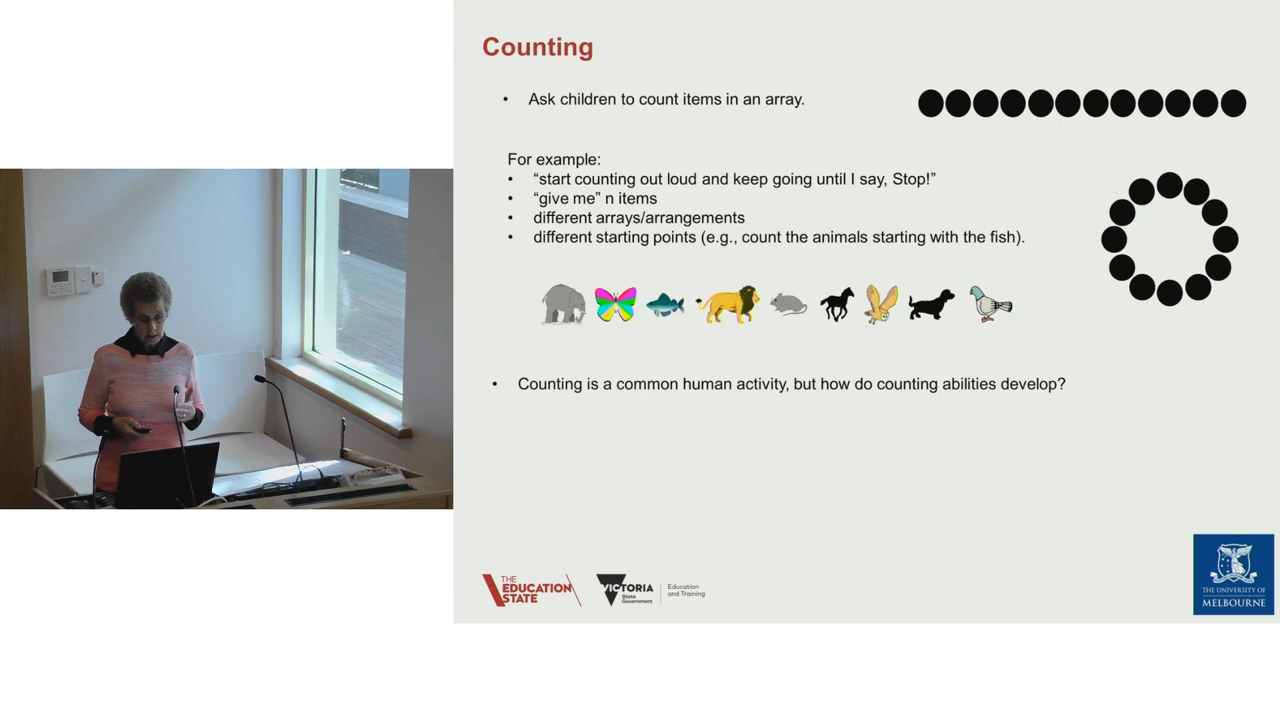 Counting
• Ask children to count items in an array.
For example:
• “start counting out loud and keep going until I say, Stop!”
• “give me” n items
• different arrays/arrangements
• different starting points (e.g., count the animals starting with the fish).
• Counting is a common human activity, but how do counting abilities develop?
THE
EDUCATION
STATE
VICTORIA
State
Government
Education
and Training
THE UNIVERSITY OF
MELBOURNE